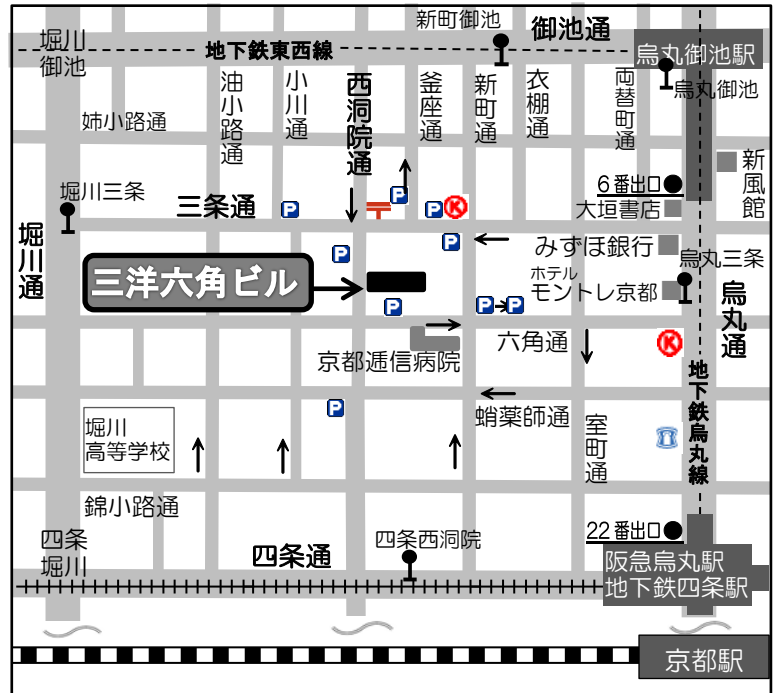 新町御池
御池通
堀川
御池
地下鉄東西線
烏丸御池駅
烏丸御池
姉小路通
油小路通
小川通
西洞院通
釜座通
新町通
衣棚通
両替町通
新風館
6番出口
堀川三条
三条通
P
〒
P
P
K
大垣書店
堀川通
P
P
みずほ銀行
烏丸三条
三洋六角ビル
ホテル
モントレ京都
烏丸通
P
P
P
六角通
K
京都逓信病院
地下鉄烏丸線
P
蛸薬師通
堀川
高等学校
室町通
錦小路通
四条
堀川
四条通
四条西洞院
22番出口
阪急烏丸駅
地下鉄四条駅
京都駅